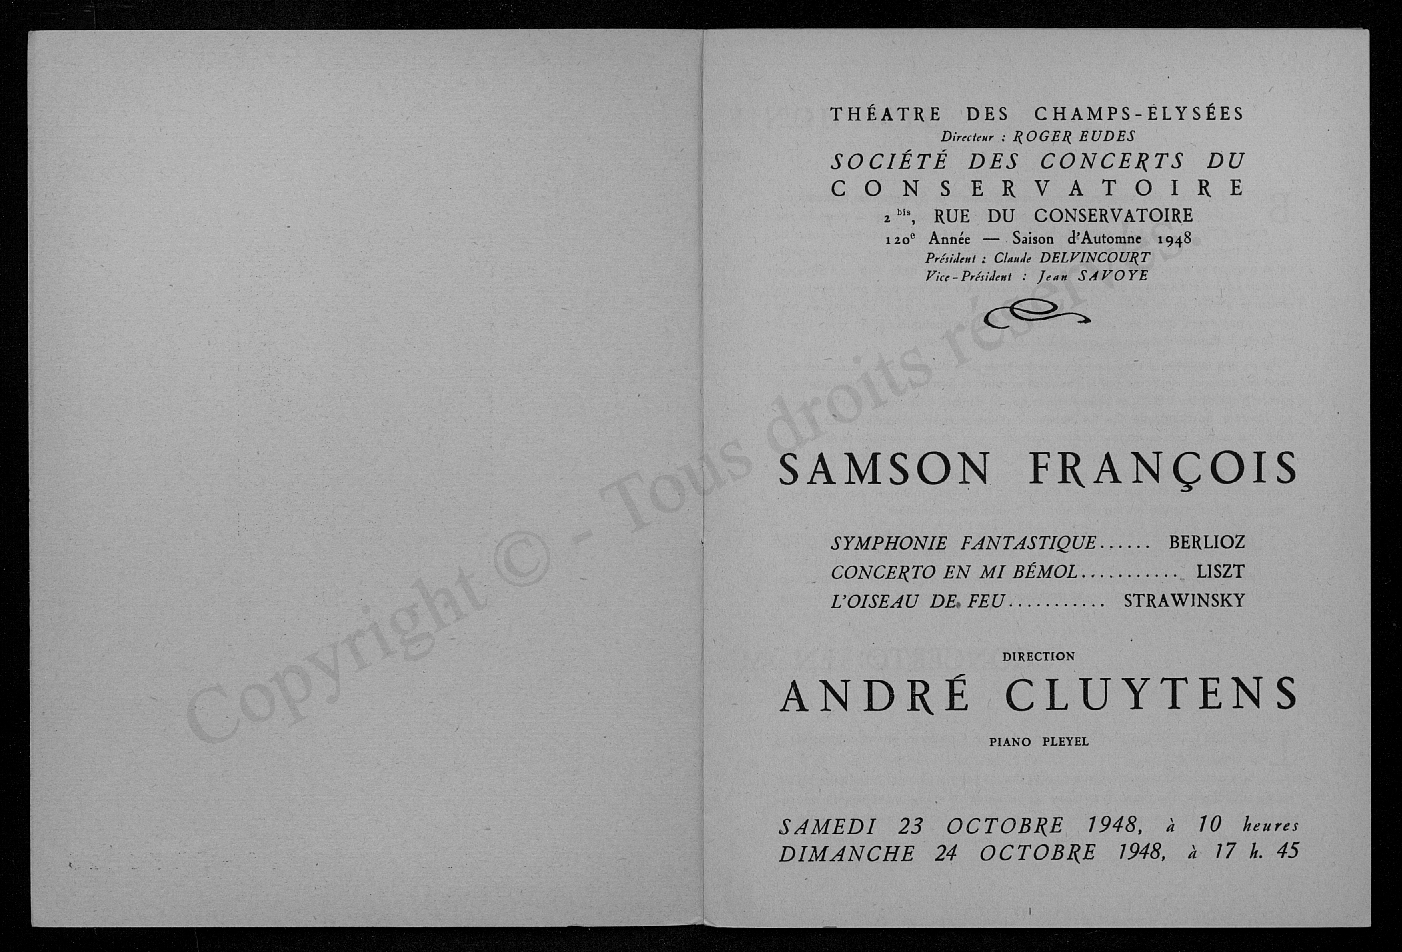 THÉATRE DES CHAMPS-ÉLYSÉES
Directeur : ROGER EUDES
SOCIÉTÉ DES CONCERTS DU
CONSERVATOIRE
2 bis, RUE DU CONSERVATOIRE
120e Année — Saison d'Automne 1948
Président : Claude DELVINCOURT
Vice-Président : Jean SAVOYE
SAMSON FRANÇOIS
SYMPHONIE FANTASTIQUE...... BERLIOZ
CONCERTO EN MI BÉMOL........... LISZT
L'OISEAU DE FEU........... STRAWINSKY
DIRECTION
ANDRÉ CLUYTENS
PIANO PLEYEL
SAMEDI 23 OCTOBRE 1948, à 10 heures
DIMANCHE 24 OCTOBRE 1948, à 17 h. 45
Copyright © - Tous droits réservés